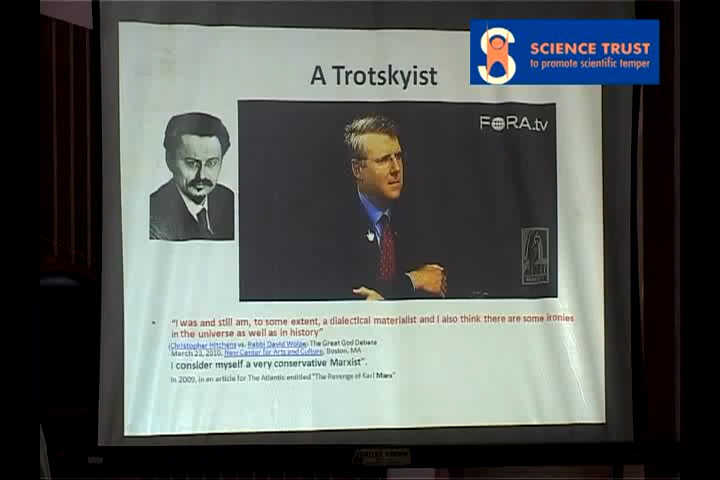 SCIENCE TRUST
to promote scientific temper
A Trotskyist
FORA.tv
"I was and still am, to some extent, a dialectical materialist and I also think there are some ironies
in the universe as well as in history"
(Christopher Hitchens vs. Rabbi David Wolpe: The Great God Debate
March 23, 2010, New Center for Arts and Culture, Boston, MA
I consider myself a very conservative Marxist".
In 2009, in an article for The Atlantic entitled "The Revenge of Karl Marx"